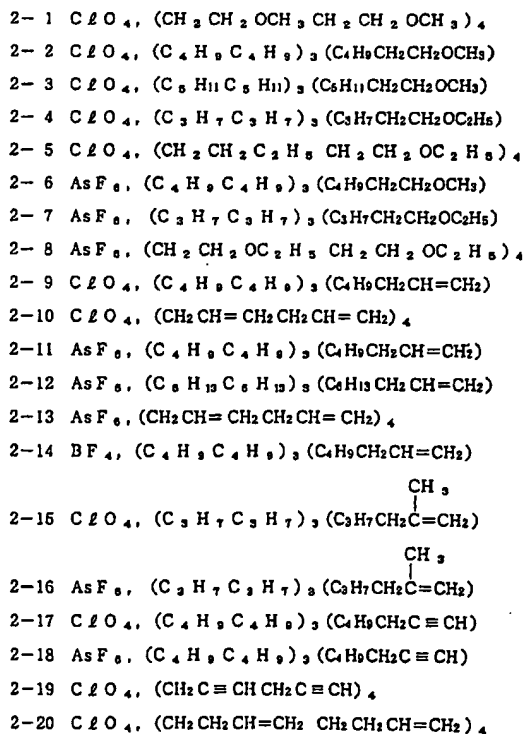 2- 1 CℓO₄, (CH₂CH₂OCH₃CH₂CH₂OCH₃)₄
2- 2 CℓO₄, (C₄H₉C₄H₉)₃(C₄H₉CH₂CH₂OCH₃)
2- 3 CℓO₄, (C₅H₁₁C₅H₁₁)₃(C₅H₁₁CH₂CH₂OCH₃)
2- 4 CℓO₄, (C₃H₇C₃H₇)₃(C₃H₇CH₂CH₂OC₂H₅)
2- 5 CℓO₄, (CH₂CH₂C₂H₅ CH₂CH₂OC₂H₅)₄
2- 6 AsF₆, (C₄H₉C₄H₉)₃(C₄H₉CH₂CH₂OCH₃)
2- 7 AsF₆, (C₃H₇C₃H₇)₃(C₃H₇CH₂CH₂OC₂H₅)
2- 8 AsF₆, (CH₂CH₂OC₂H₅ CH₂CH₂OC₂H₅)₄
2- 9 CℓO₄, (C₄H₉C₄H₉)₃(C₄H₉CH₂CH=CH₂)
2-10 CℓO₄, (CH₂CH=CH₂CH₂CH=CH₂)₄
2-11 AsF₆, (C₄H₉C₄H₉)₃(C₄H₉CH₂CH=CH₂)
2-12 AsF₆, (C₆H₁₃C₆H₁₃)₃(C₆H₁₃CH₂CH=CH₂)
2-13 AsF₆, (CH₂CH=CH₂CH₂CH=CH₂)₄
2-14 BF₄, (C₄H₉C₄H₉)₃(C₄H₉CH₂CH=CH₂)
CH₃
2-15 CℓO₄, (C₃H₇C₃H₇)₃(C₃H₇CH₂C=CH₂)
CH₃
2-16 AsF₆, (C₃H₇C₃H₇)₃(C₃H₇CH₂C=CH₂)
2-17 CℓO₄, (C₄H₉C₄H₉)₃(C₄H₉CH₂C≡CH)
2-18 AsF₆, (C₄H₉C₄H₉)₃(C₄H₉CH₂C≡CH)
2-19 CℓO₄, (CH₂C≡CHCH₂C≡CH)₄
2-20 CℓO₄, (CH₂CH₂CH=CH₂ CH₂CH₂CH=CH₂)₄